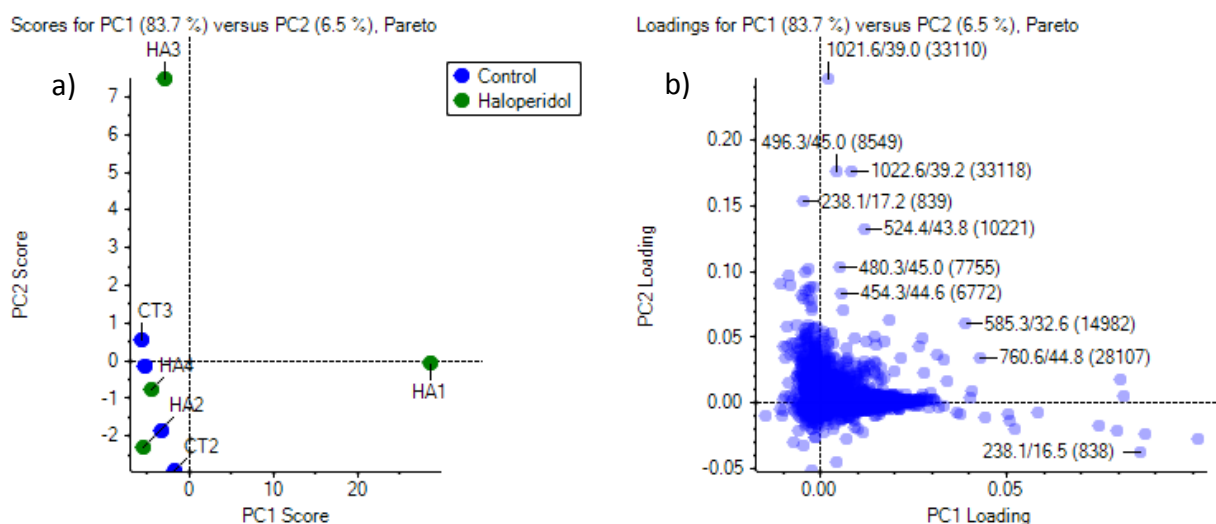 Scores for PC1 (83.7 %) versus PC2 (6.5 %), Pareto
a)
HA3
Control
Haloperidol
7
6
5
4
3
2
1
0
-1
-2
PC2 Score
CT3
HA4
HA2
CT2
HA1
0
10
20
PC1 Score
Loadings for PC1 (83.7 %) versus PC2 (6.5 %), Pareto
b)
1021.6/39.0 (33110)
496.3/45.0 (8549)
1022.6/39.2 (33118)
238.1/17.2 (839)
524.4/43.8 (10221)
480.3/45.0 (7755)
454.3/44.6 (6772)
585.3/32.6 (14982)
760.6/44.8 (28107)
238.1/16.5 (838)
0.20
0.15
0.10
0.05
0.00
-0.05
PC2 Loading
0.00
0.05
PC1 Loading